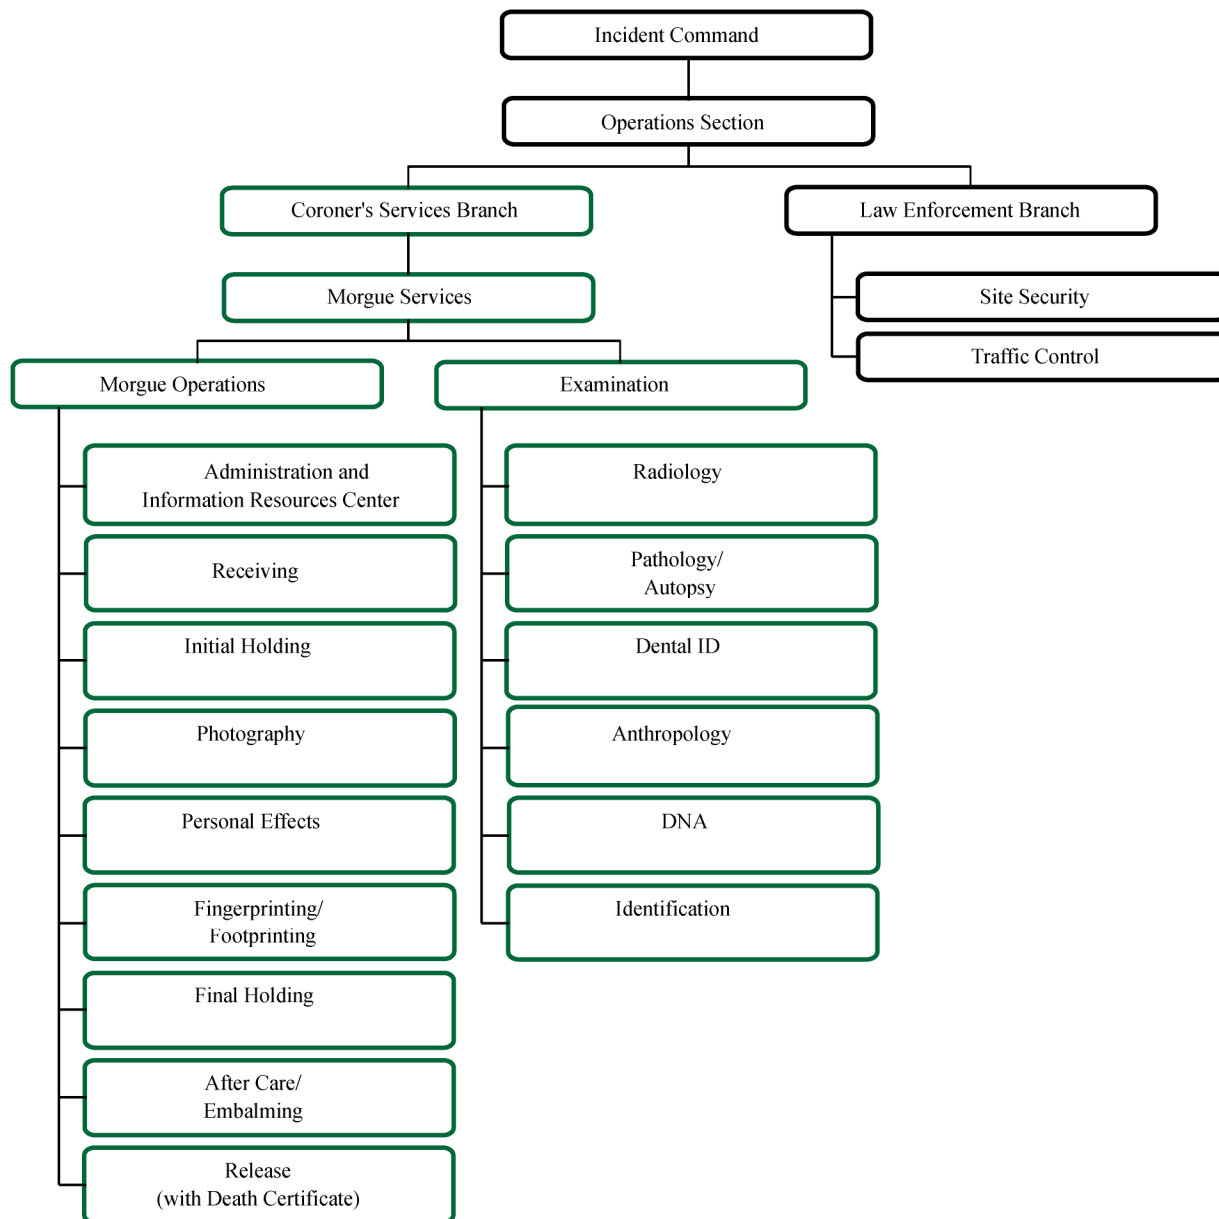 Incident Command
Operations Section
Coroner's Services Branch
Law Enforcement Branch
Morgue Services
Site Security
Traffic Control
Morgue Operations
Examination
Administration and
Information Resources Center
Receiving
Initial Holding
Photography
Personal Effects
Fingerprinting/
Footprinting
Final Holding
After Care/
Embalming
Release
(with Death Certificate)
Radiology
Pathology/
Autopsy
Dental ID
Anthropology
DNA
Identification